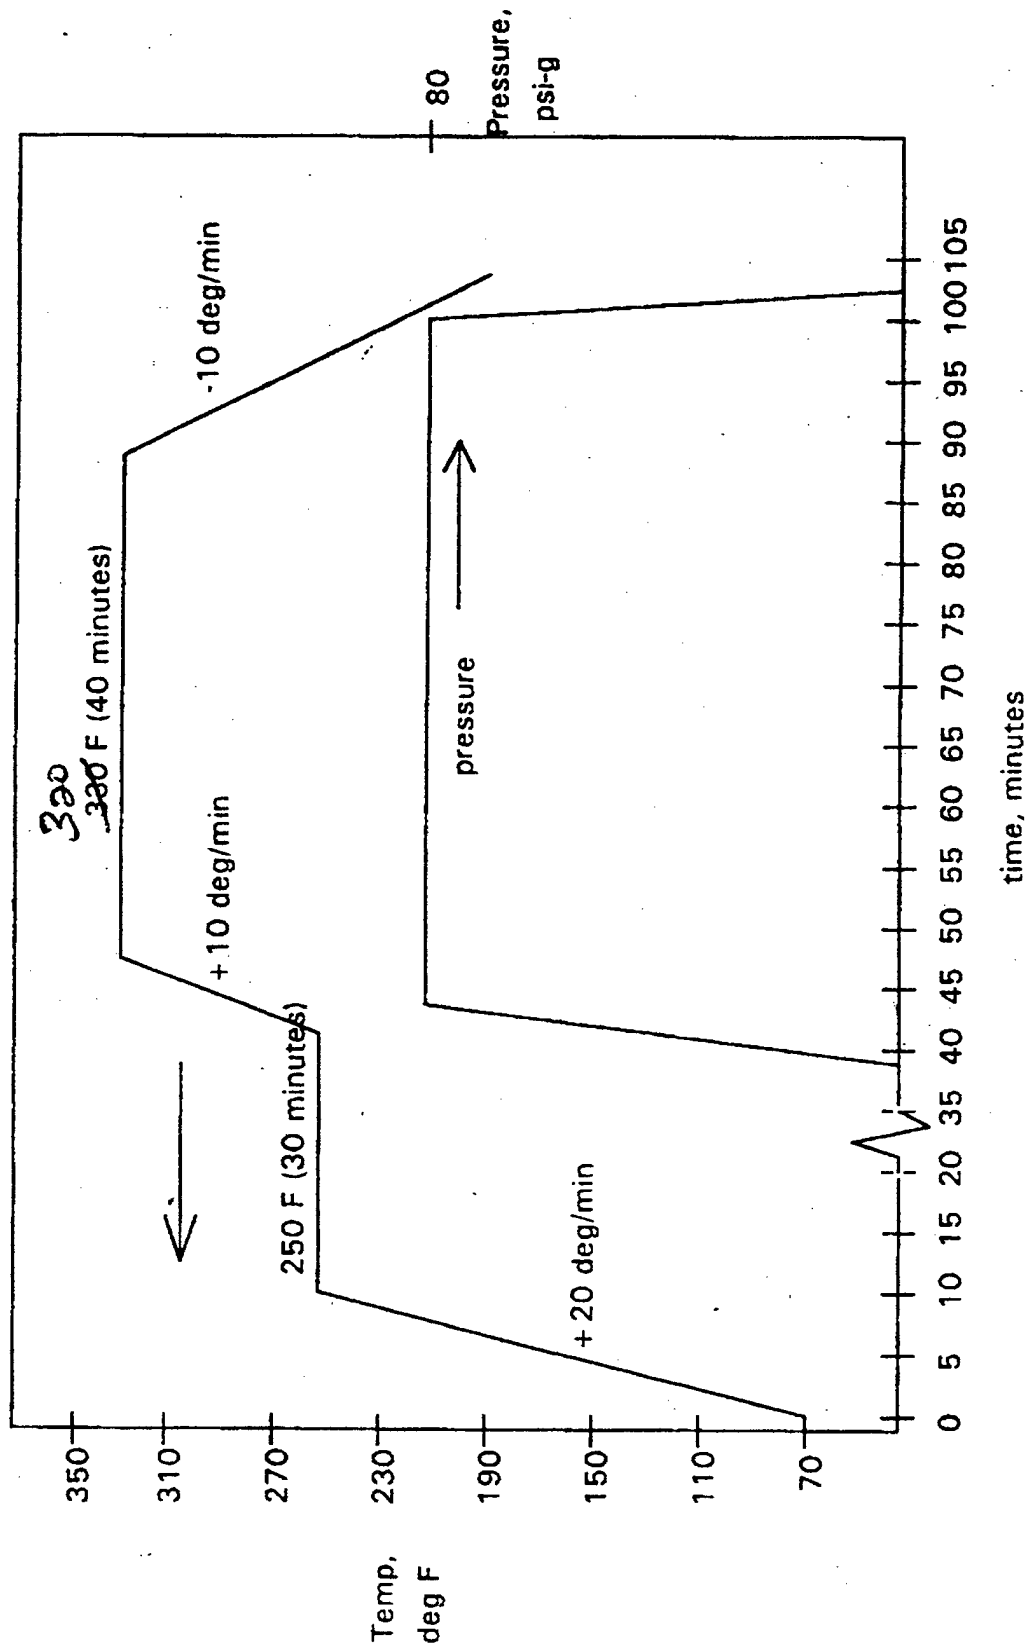 320
330 F (40 minutes)
-10 deg/min
+10 deg/min
250 F (30 minutes)
+20 deg/min
pressure
350
310
270
230
190
150
110
70
Temp,
deg F
80
Pressure,
psi-g
0 5 10 15 20 35 40 45 50 55 60 65 70 75 80 85 90 95 100 105
time, minutes